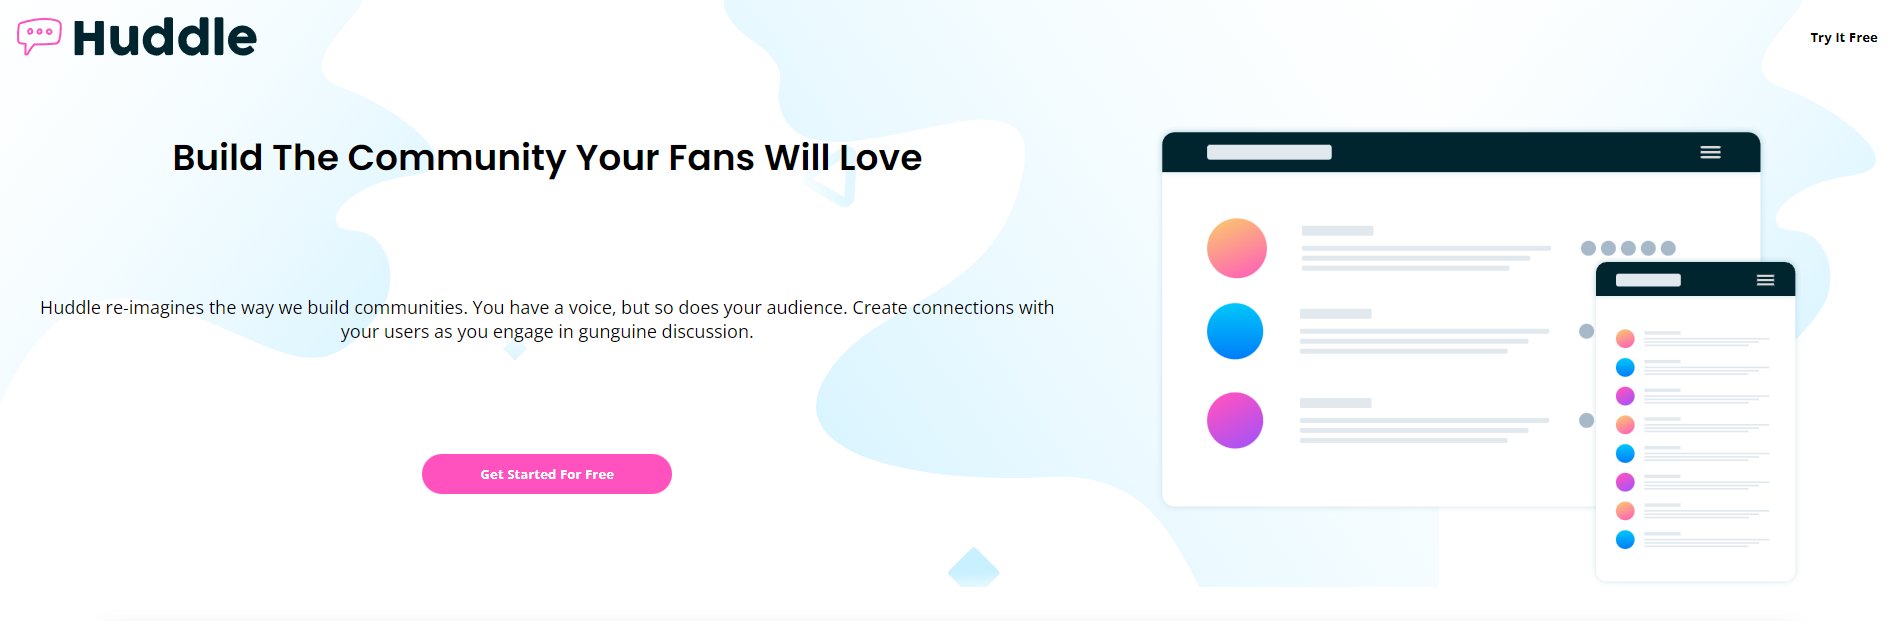 Huddle
Try It Free
Build The Community Your Fans Will Love
Huddle re-imagines the way we build communities. You have a voice, but so does your audience. Create connections with
your users as you engage in gunguine discussion.
Get Started For Free